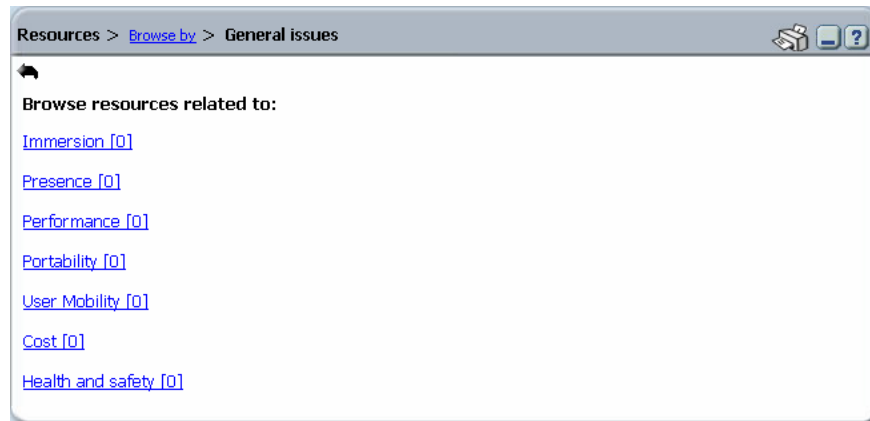 Resources > Browse by > General issues
?
Browse resources related to:
Immersion [0]
Presence [0]
Performance [0]
Portability [0]
User Mobility [0]
Cost [0]
Health and safety [0]